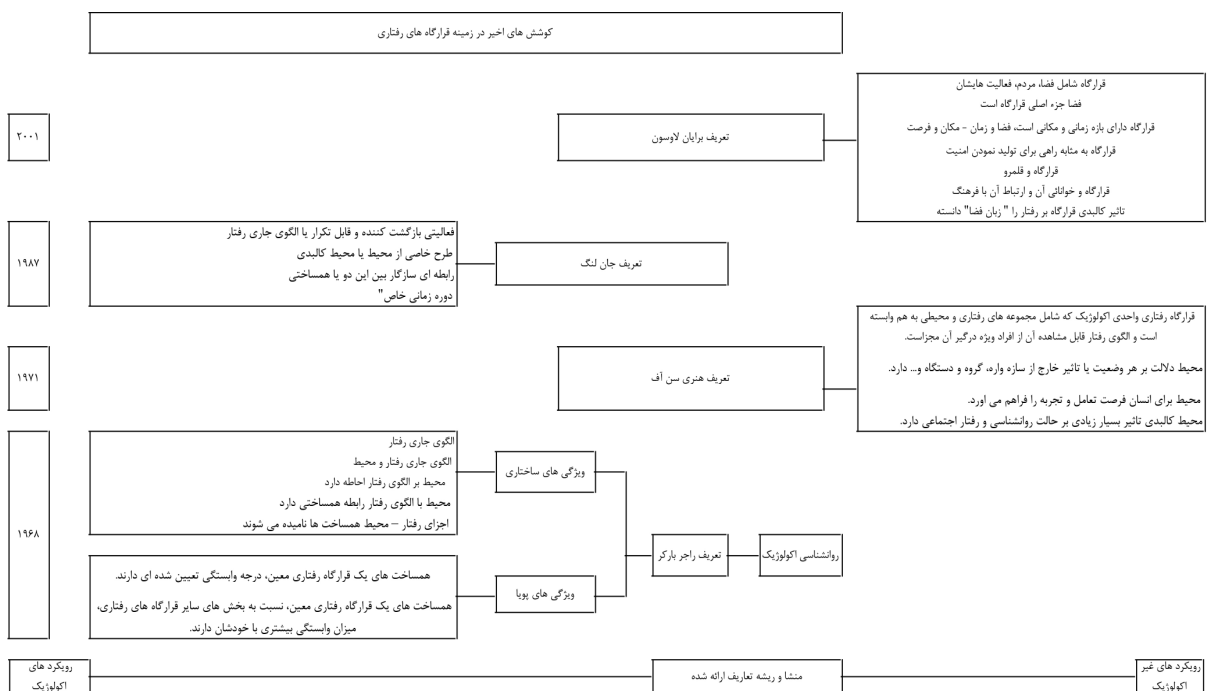 کوشش های اخیر در زمینه قرارگاه های رفتاری
قرارگاه شامل فضا، مردم، فعالیت هایشان
فضا جزء اصلی قرارگاه است
قرارگاه دارای بازه زمانی و مکانی است، فضا و زمان - مکان و فرصت
قرارگاه به مثابه راهی برای تولید نمودن امنیت
قرارگاه و قلمرو
قرارگاه و خوانائی آن و ارتباط آن با فرهنگ
تاثیر کالبدی قرارگاه بر رفتار را " زبان فضا" دانسته
تعریف برایان لاوسون
۲۰۰۱
تعریف جان لنگ
فعالیتی بازگشت کننده و قابل تکرار یا الگوی جاری رفتار
طرح خاصی از محیط یا محیط کالبدی
رابطه ای سازگار بین این دو یا همساختی
دوره زمانی خاص"
۱۹۸۷
قرارگاه رفتاری واحدی اکولوژیک که شامل مجموعه های رفتاری و محیطی به هم وابسته
است و الگوی رفتار قابل مشاهده آن از افراد ویژه درگیر آن مجزاست.
محیط دلالت بر هر وضعیت یا تاثیر خارج از سازه واره، گروه و دستگاه و... دارد.
محیط برای انسان فرصت تعامل و تجربه را فراهم می اورد.
محیط کالبدی تاثیر بسیار زیادی بر حالت روانشناسی و رفتار اجتماعی دارد.
تعریف هنری سن آف
۱۹۷۱
روانشناسی اکولوژیک
تعریف راجر بارکر
ویژگی های ساختاری
الگوی جاری رفتار
الگوی جاری رفتار و محیط
محیط بر الگوی رفتار احاطه دارد
محیط با الگوی رفتار رابطه همساختی دارد
اجزای رفتار – محیط همساخت ها نامیده می شوند
ویژگی های پویا
همساخت های یک قرارگاه رفتاری معین، درجه وابستگی تعیین شده ای دارند.
همساخت های یک قرارگاه رفتاری معین، نسبت به بخش های سایر قرارگاه های رفتاری،
میزان وابستگی بیشتری با خودشان دارند.
۱۹۶۸
رویکرد های غیر
اکولوژیک
منشا و ریشه تعاریف ارائه شده
رویکرد های
اکولوژیک